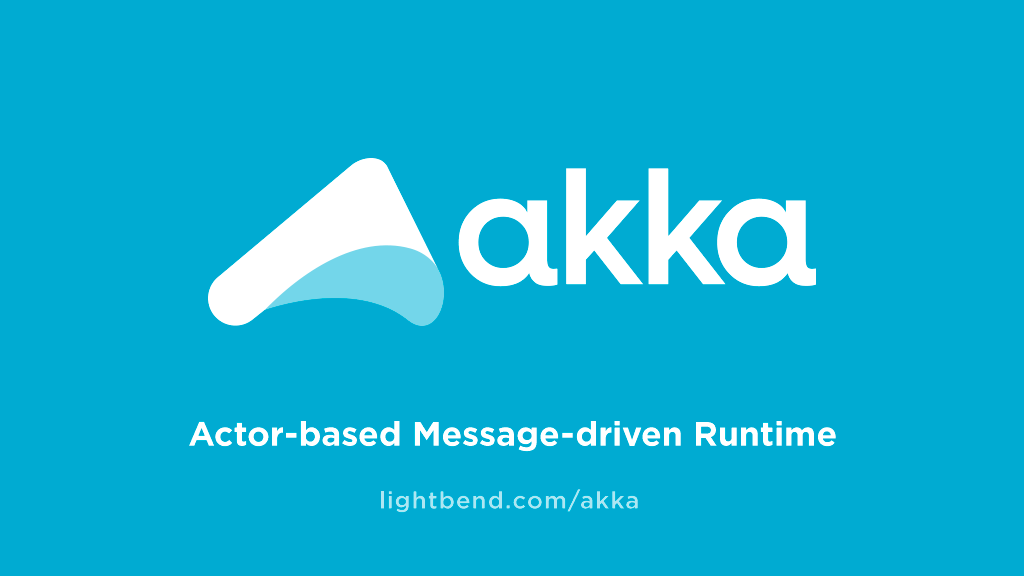 akka
Actor-based Message-driven Runtime
lightbend.com/akka